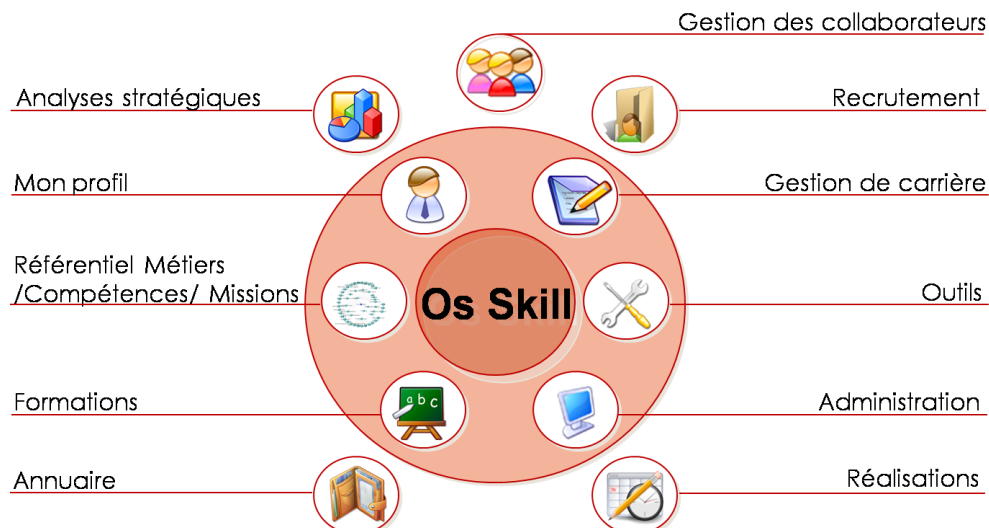 Gestion des collaborateurs
Analyses stratégiques
Recrutement
Mon profil
Gestion de carrière
Référentiel Métiers
/Compétences/ Missions
Os Skill
Outils
a b c
Formations
Administration
Annuaire
Réalisations